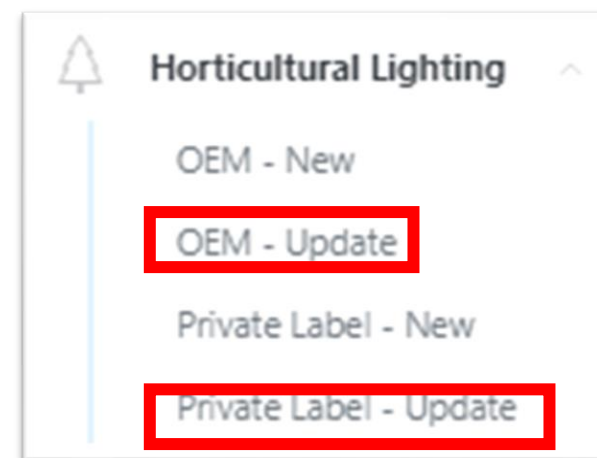 Horticultural Lighting
OEM - New
OEM - Update
Private Label - New
Private Label - Update